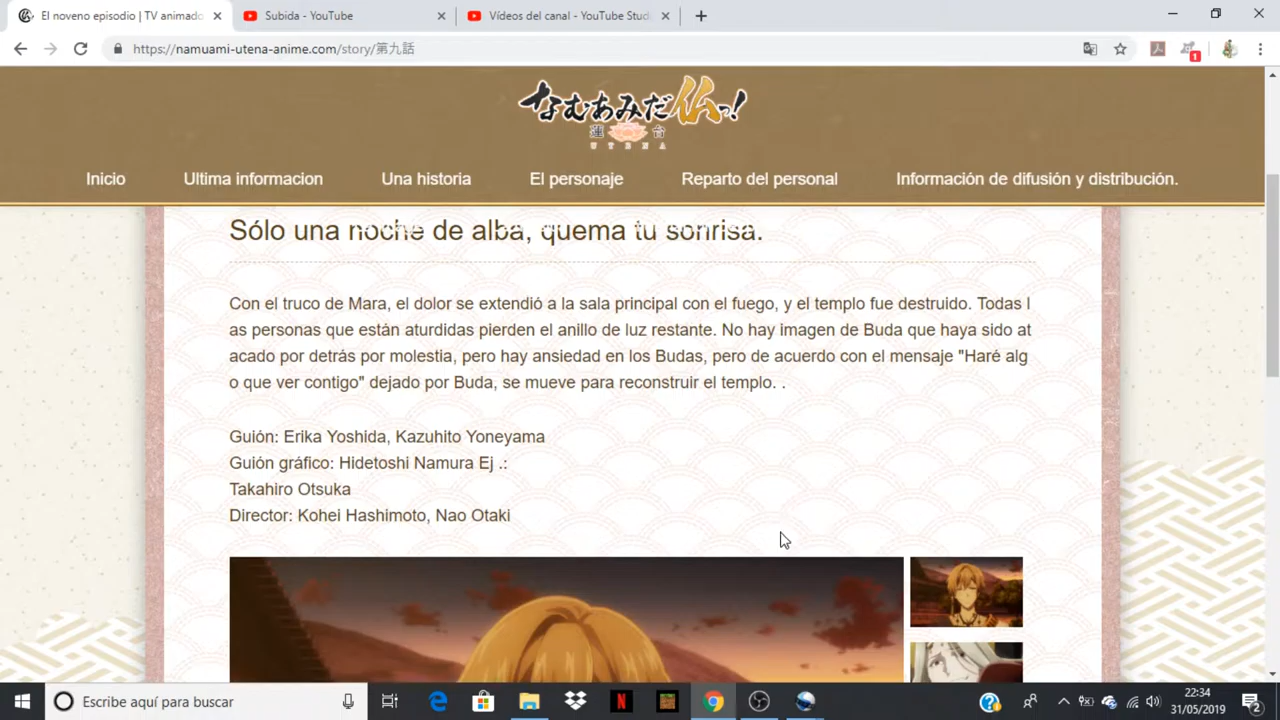 El noveno episodio | TV animado
Subida - YouTube
Vídeos del canal - YouTube Stud
https://namuami-utena-anime.com/story/第九話
1
なむあみだ仏っ!
蓮台
UTENA
Inicio
Ultima informacion
Una historia
El personaje
Reparto del personal
Información de difusión y distribución.
Sólo una noche de alba, quema tu sonrisa.
Con el truco de Mara, el dolor se extendió a la sala principal con el fuego, y el templo fue destruido. Todas l
as personas que están aturdidas pierden el anillo de luz restante. No hay imagen de Buda que haya sido at
acado por detrás por molestia, pero hay ansiedad en los Budas, pero de acuerdo con el mensaje "Haré alg
o que ver contigo" dejado por Buda, se mueve para reconstruir el templo. .
Guión: Erika Yoshida, Kazuhito Yoneyama
Guión gráfico: Hidetoshi Namura Ej .:
Takahiro Otsuka
Director: Kohei Hashimoto, Nao Otaki
Escribe aquí para buscar
22:34
31/05/2019
2